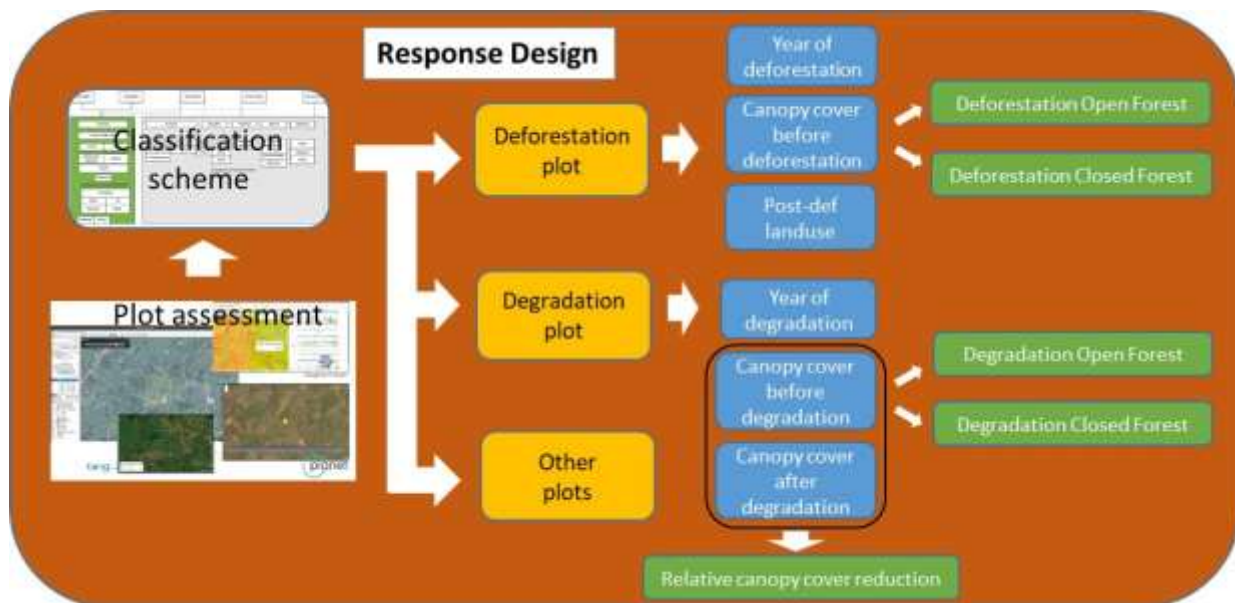 Response Design
Classification
scheme
Plot assessment
Deforestation
plot
Degradation
plot
Other
plots
Year of
deforestation
Canopy cover
before
deforestation
Post-def
landuse
Year of
degradation
Canopy cover
before
degradation
Canopy cover
after
degradation
Deforestation Open Forest
Deforestation Closed Forest
Degradation Open Forest
Degradation Closed Forest
Relative canopy cover reduction
planet